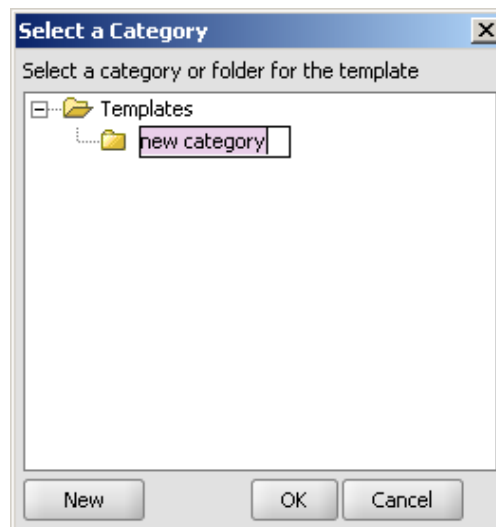 Select a Category
Select a category or folder for the template
Templates
new category
New OK Cancel